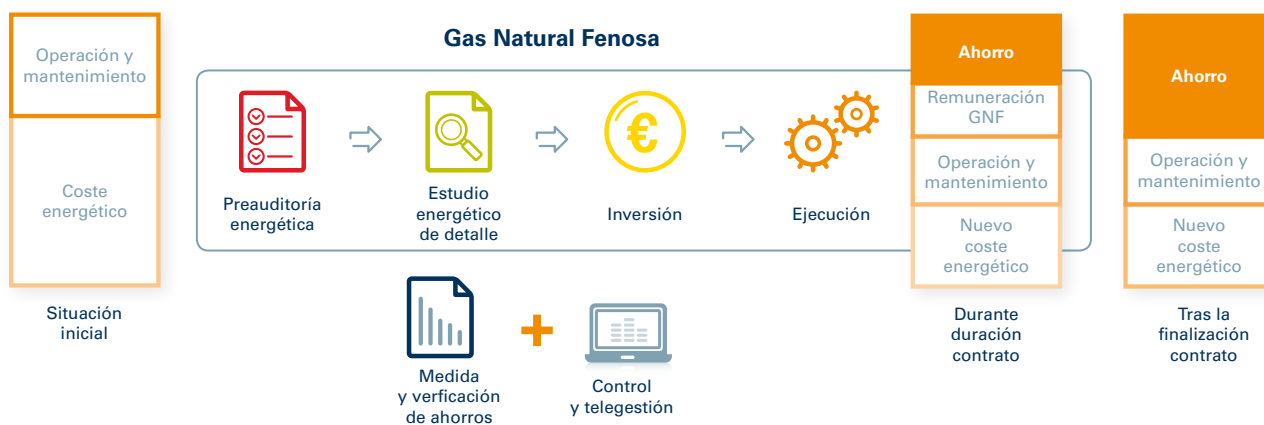 Operación y
mantenimiento
Coste
energético
Situación
inicial
Gas Natural Fenosa
Preauditoría
energética
Estudio
energético
de detalle
€
Inversión
Ejecución
Medida
y verficación
de ahorros
+
Control
y telegestión
Ahorro
Remuneración
GNF
Operación y
mantenimiento
Nuevo
coste
energético
Durante
duración
contrato
Ahorro
Operación y
mantenimiento
Nuevo
coste
energético
Tras la
finalización
contrato